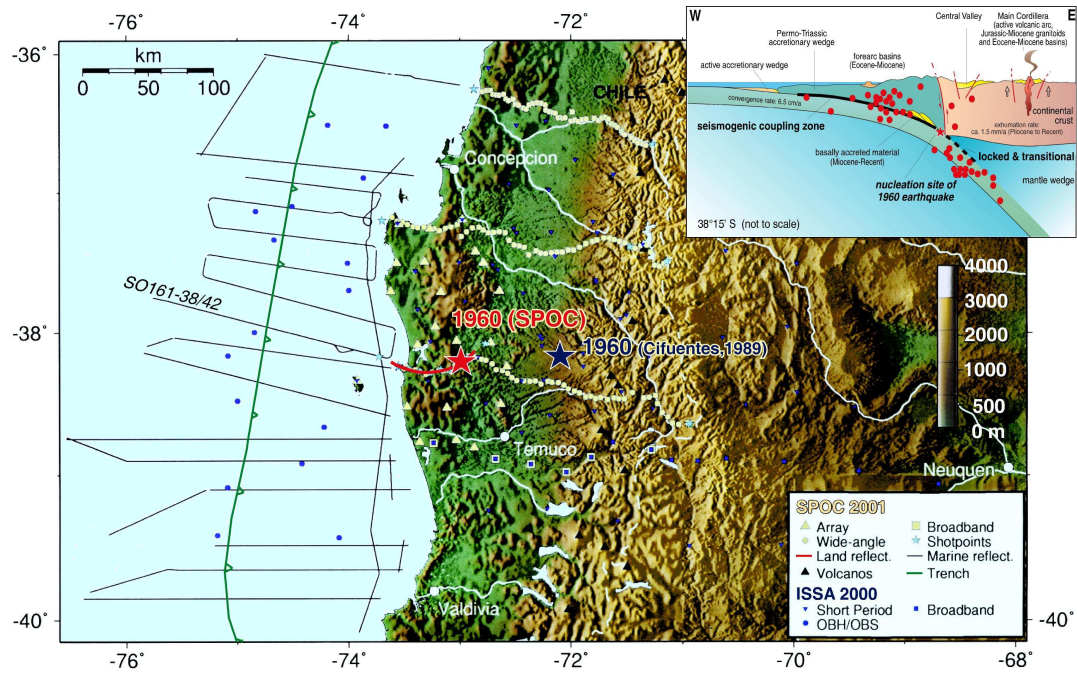 -76°
-74°
-72°
-36°
km
0
50
100
CHILE
Concepcion
SO161-38/42
-38°
1960 (SPOC)
1960 (Cifuentes,1989)
Temuco
Neuquen
Valdivia
-40°
-40°
-76°
-74°
-72°
-70°
-68°
W
E
Central Valley
Main Cordillera
(active volcanic arc,
Jurassic-Miocene granitoids
and Eocene-Miocene basins)
Permo-Triassic
accretionary wedge
forearc basins
(Eocene-Miocene)
active accretionary wedge
convergence rate: 6.5 cm/a
continental
crust
exhumation rate:
ca. 1.5 mm/a (Pliocene to Recent)
seismogenic coupling zone
basally accreted material
(Miocene-Recent)
locked & transitional
mantle wedge
nucleation site of
1960 earthquake
38°15' S (not to scale)
4000
3000
2000
1000
500
0 m
SPOC 2001
Array
Broadband
Wide-angle
Shotpoints
Land reflect.
Marine reflect.
Volcanos
Trench
ISSA 2000
Short Period
Broadband
OBH/OBS